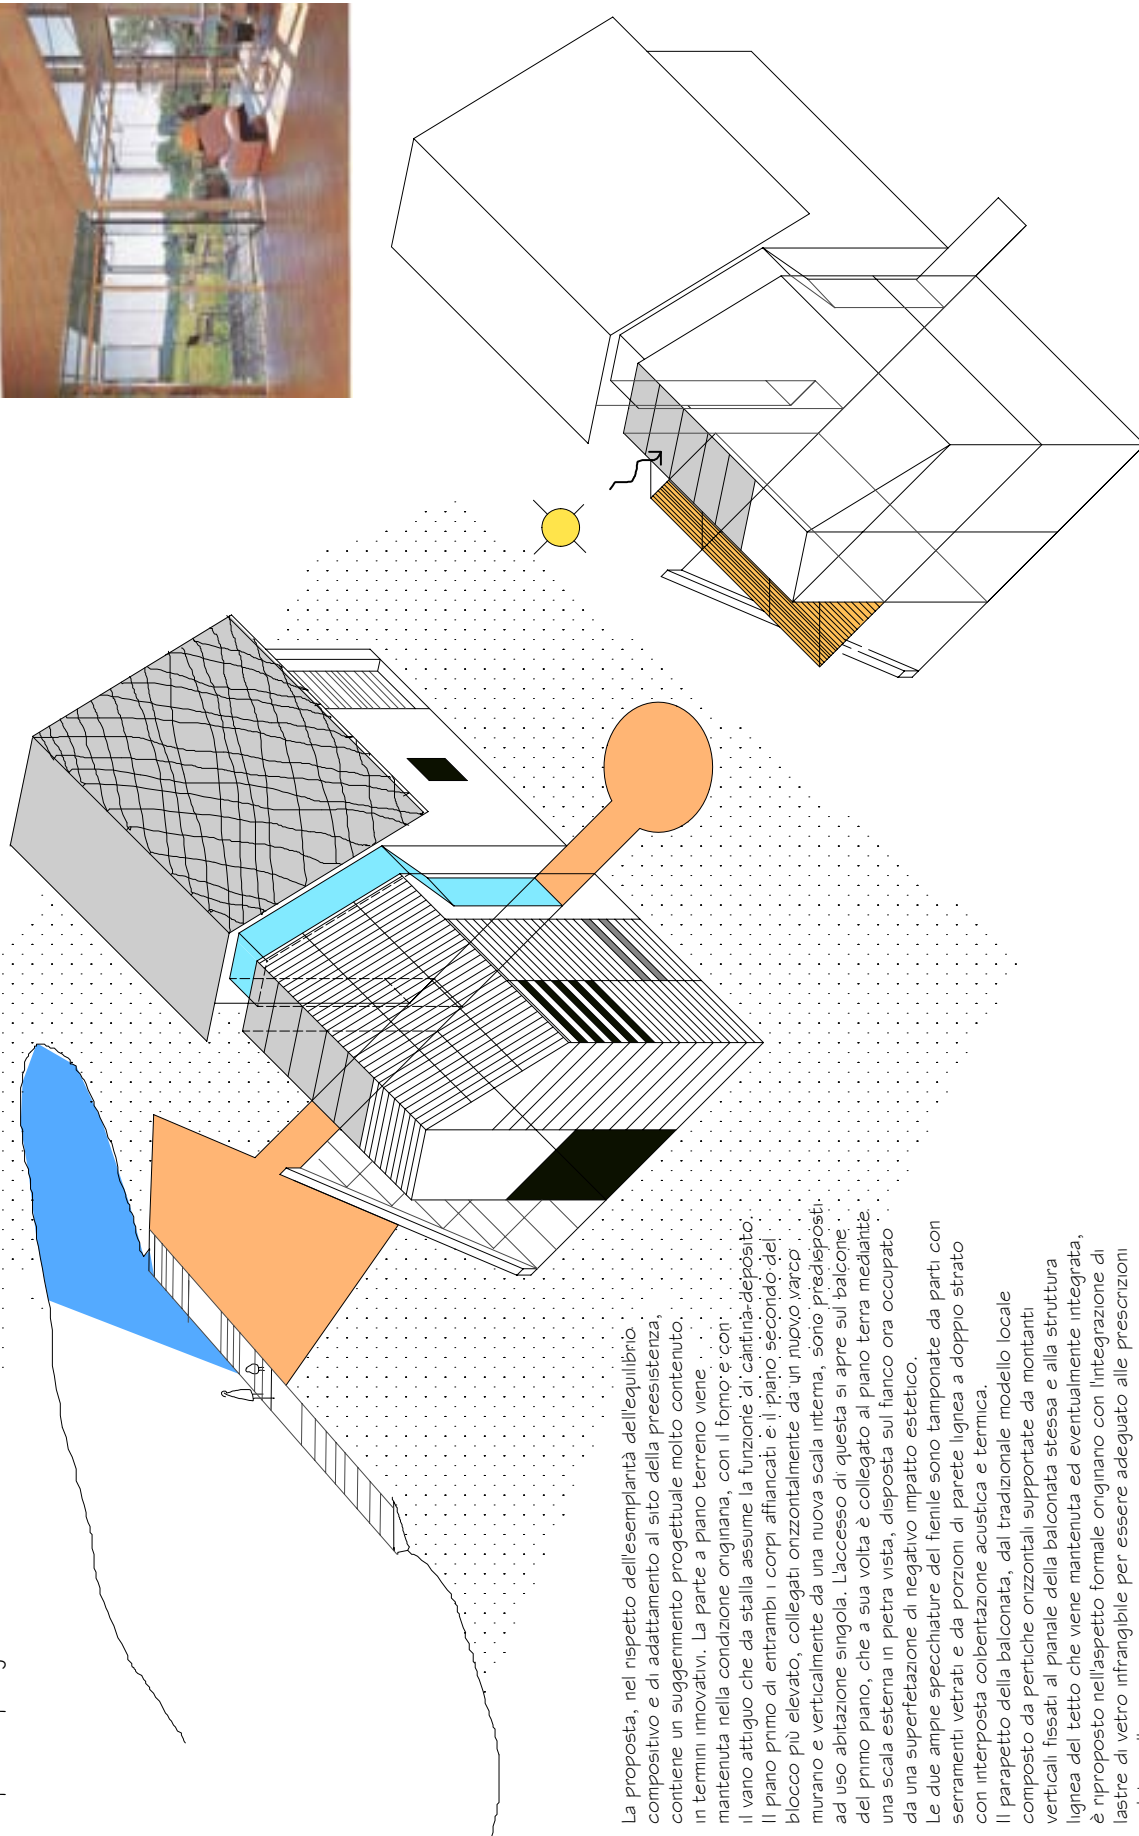 La proposta, nel rispetto dell'esemplarità dell'equilibrio
compositivo e di adattamento al sito della preesistenza,
contiene un suggerimento progettuale molto contenuto.
in termini innovativi. La parte a piano terreno viene
mantenuta nella condizione originaria, con il forno e con
il vano attiguo che da stalla assume la funzione di cantina-deposito.
Il piano primo di entrambi i corpi affiancati e il piano secondo del
blocco più elevato, collegati orizzontalmente da un nuovo varco
murario e verticalmente da una nuova scala interna, sono predisposti
ad uso abitazione singola. L'accesso di questa si apre sul balcone
del primo piano, che a sua volta è collegato al piano terra mediante
una scala esterna in pietra vista, disposta sul fianco ora occupato
da una superfetazione di negativo impatto estetico.
Le due ampie specchiature del fienile sono tamponate da parti con
serramenti vetrati e da porzioni di parete lignea a doppio strato
con interposta coibentazione acustica e termica.
Il parapetto della balconata, dal tradizionale modello locale
composto da pertiche orizzontali supportate da montanti
verticali fissati al pianale della balconata stessa e alla struttura
lignea del tetto che viene mantenuta ed eventualmente integrata,
è riproposto nell'aspetto formale originario con l'integrazione di
lastre di vetro infrangibile per essere adeguato alle prescrizioni